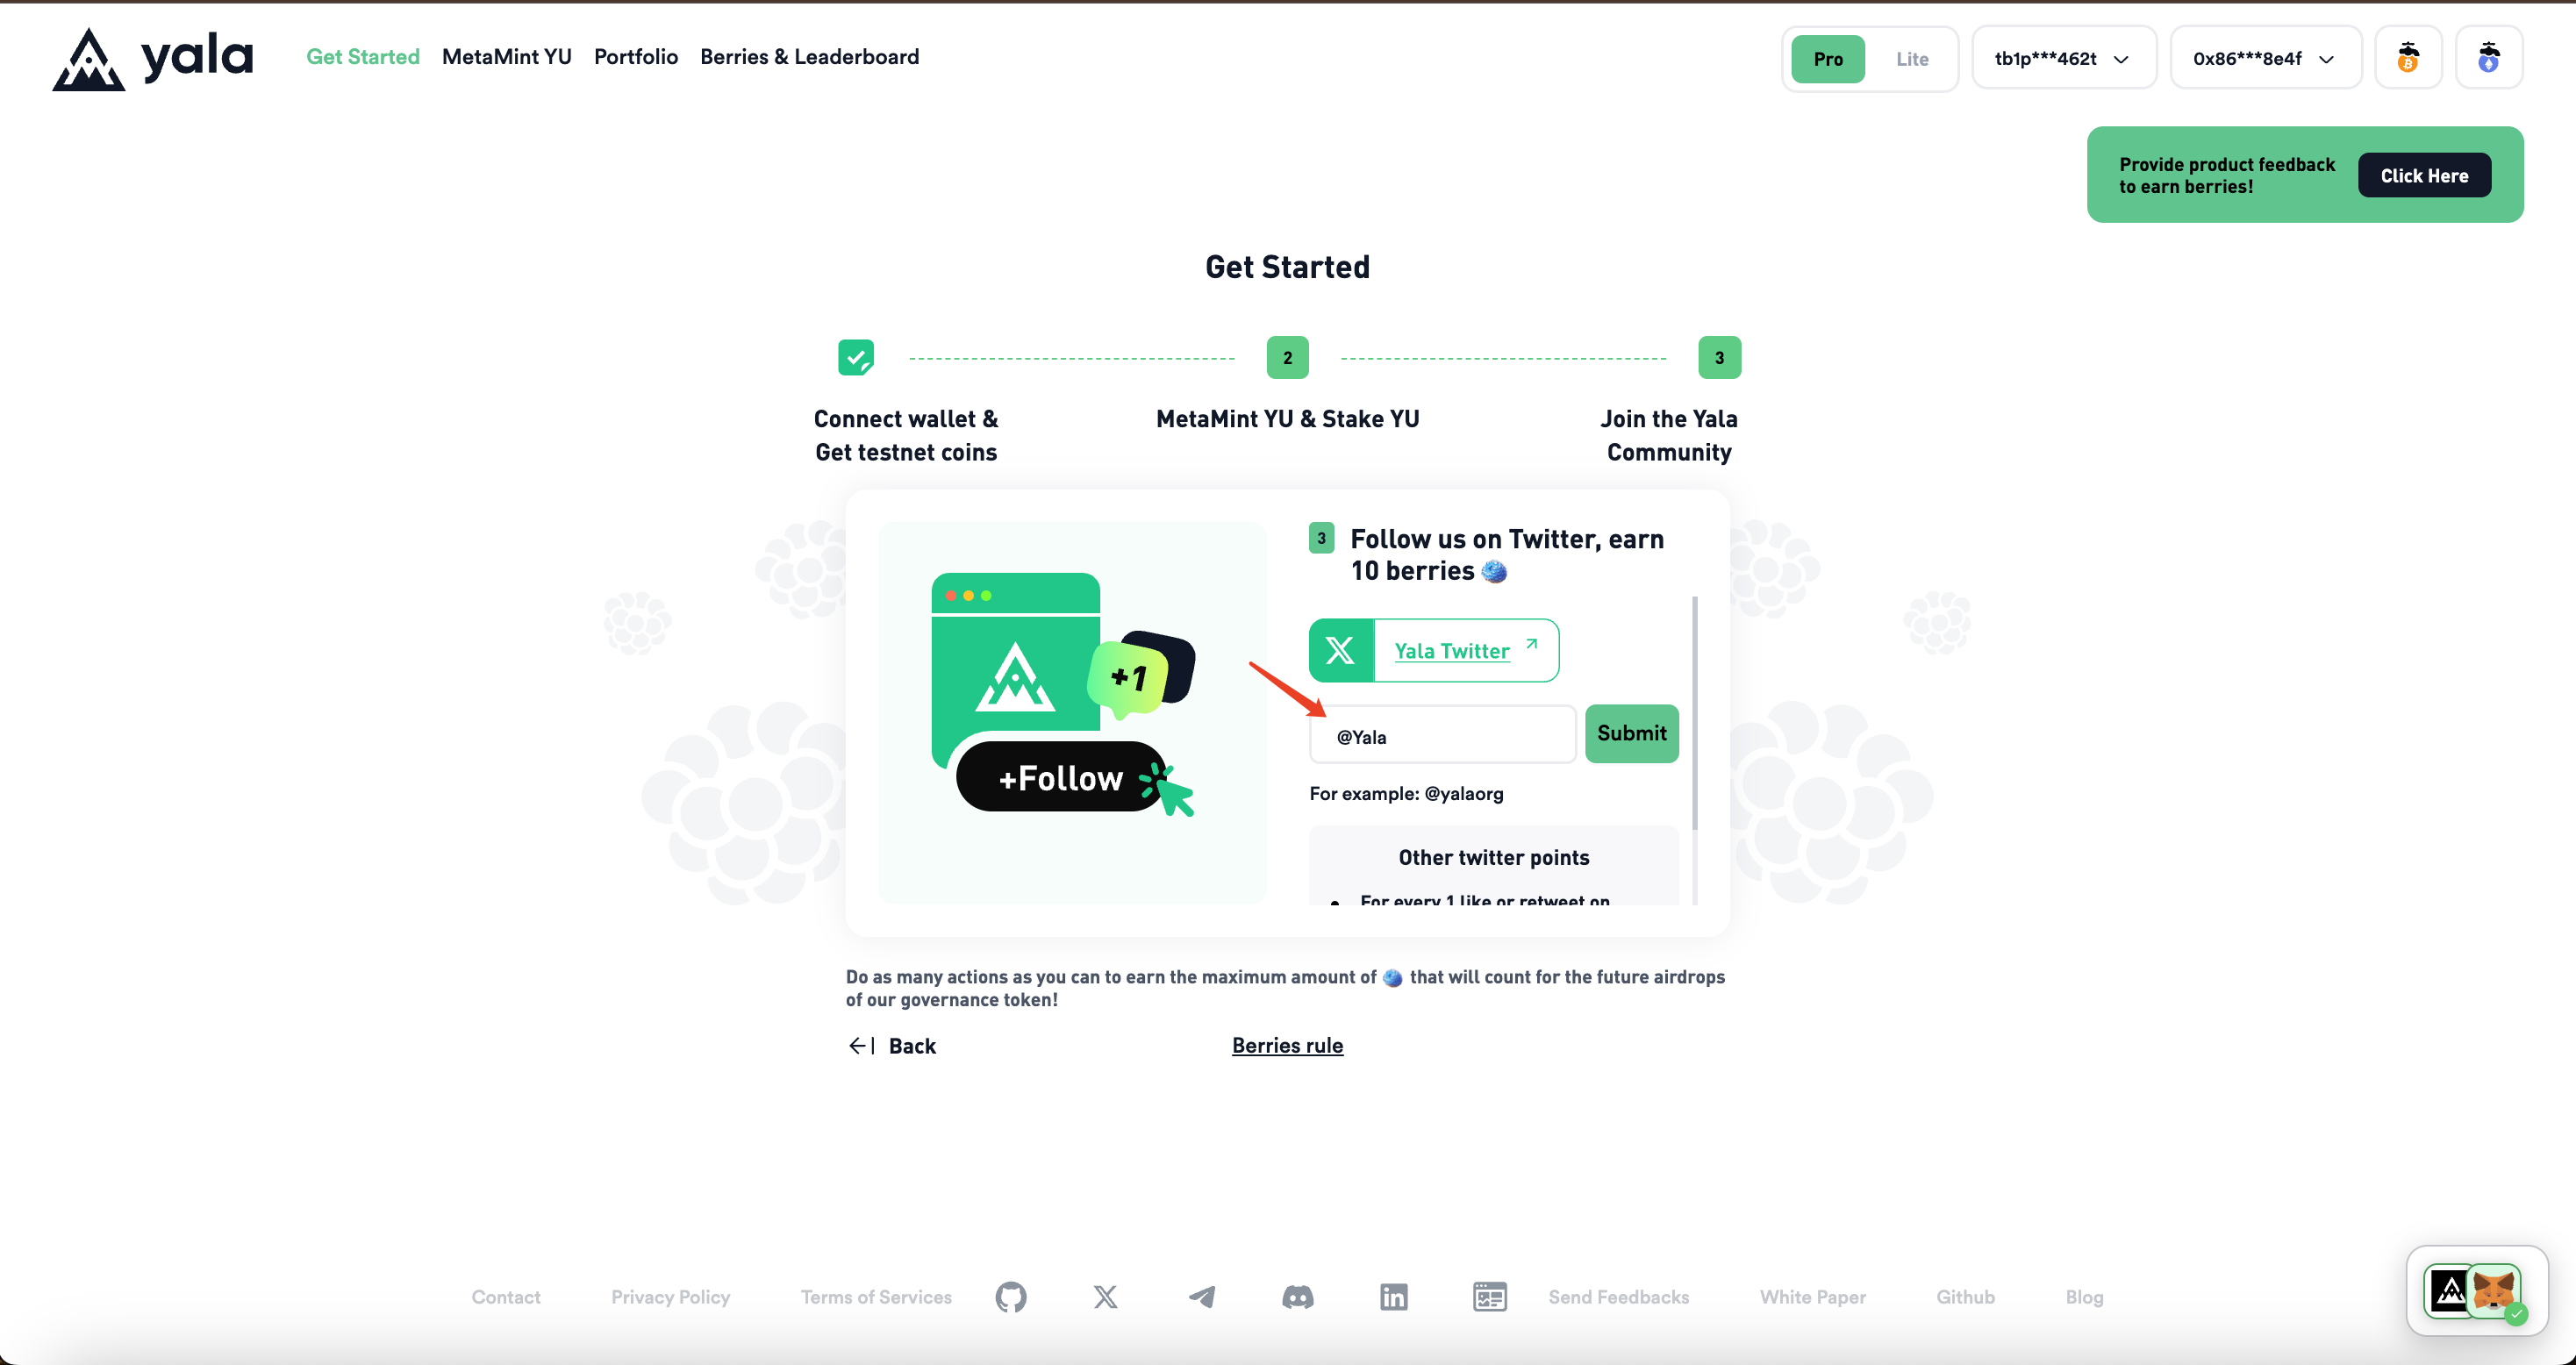 yala
Get Started
MetaMint YU
Portfolio
Berries & Leaderboard
Pro
Lite
tb1p***462t
0x86***8e4f
Provide product feedback
to earn berries!
Click Here
Get Started
2
3
Connect wallet &
Get testnet coins
MetaMint YU & Stake YU
Join the Yala
Community
+1
+Follow
3
Follow us on Twitter, earn
10 berries
Yala Twitter
@Yala
Submit
For example: @yalaorg
Other twitter points
For every 1 like or retweet on
Do as many actions as you can to earn the maximum amount of that will count for the future airdrops
of our governance token!
Back
Berries rule
Contact
Privacy Policy
Terms of Services
Send Feedbacks
White Paper
Github
Blog